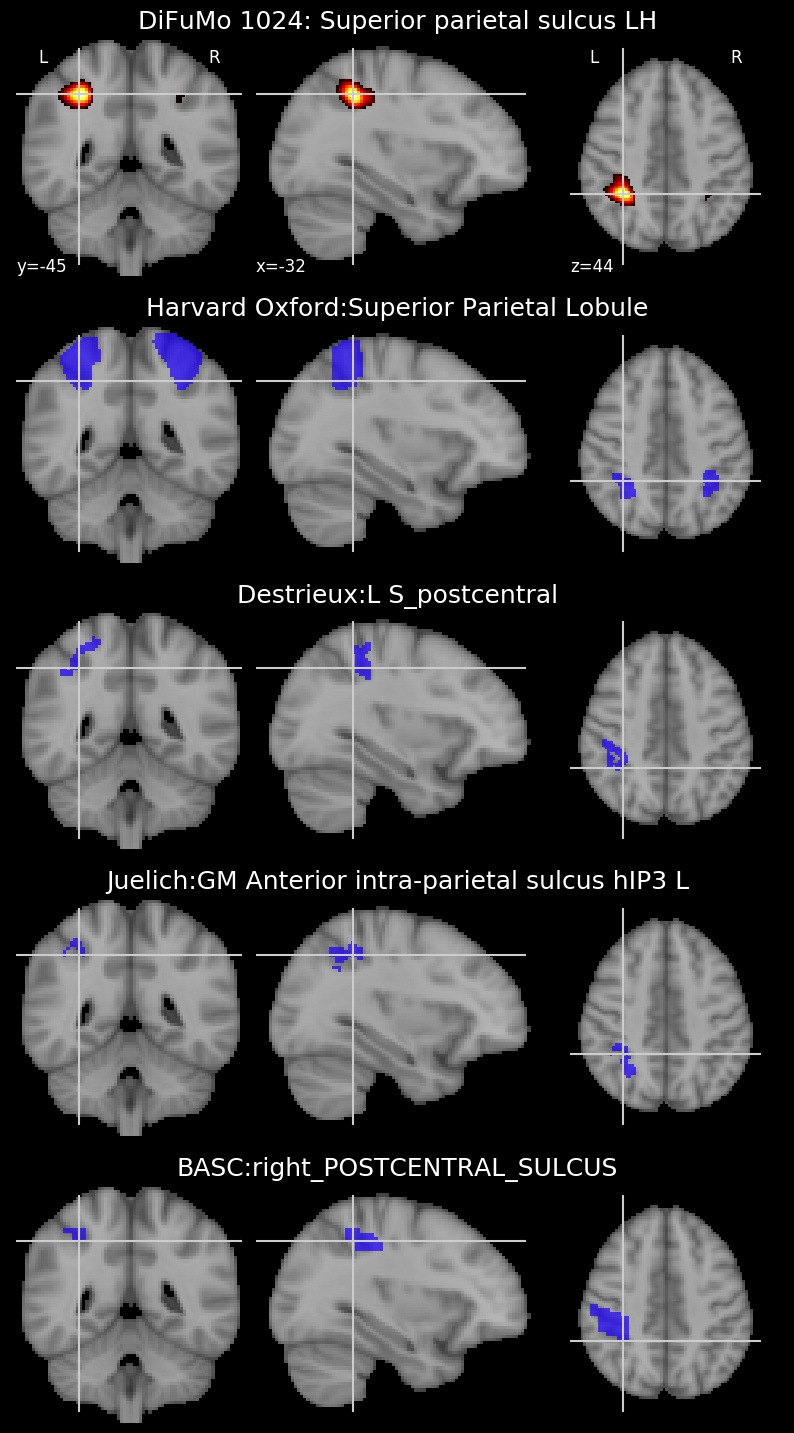 DiFuMo 1024: Superior parietal sulcus LH
L R L R
y=-45 x=-32 z=44
Harvard Oxford:Superior Parietal Lobule
Destrieux:L S_postcentral
Juelich:GM Anterior intra-parietal sulcus hIP3 L
BASC:right_POSTCENTRAL_SULCUS